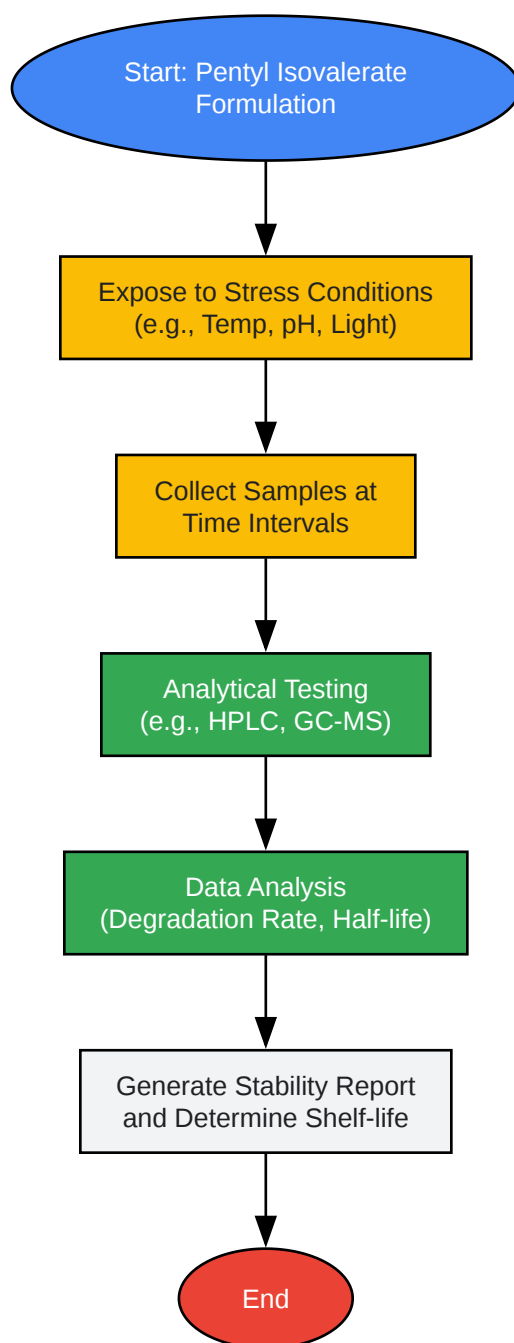 Start: Pentyl Isovalerate
Formulation
Expose to Stress Conditions
(e.g., Temp, pH, Light)
Collect Samples at
Time Intervals
Analytical Testing
(e.g., HPLC, GC-MS)
Data Analysis
(Degradation Rate, Half-life)
Generate Stability Report
and Determine Shelf-life
End